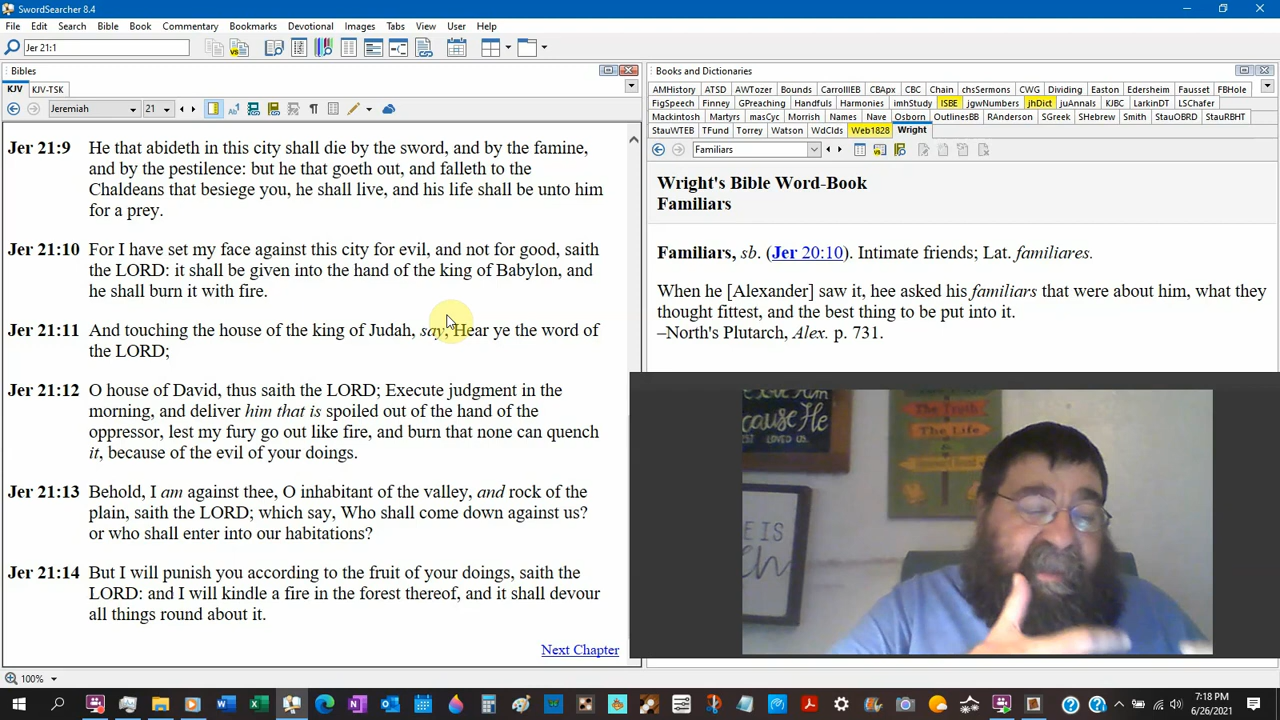 SwordSearcher 8.4
File Edit Search Bible Book Commentary Bookmarks Devotional Images Tabs View User Help
Jer 21:1
Bibles
KJV KJV-TSK
Jeremiah 21
Jer 21:9 He that abideth in this city shall die by the sword, and by the famine,
and by the pestilence: but he that goeth out, and falleth to the
Chaldeans that besiege you, he shall live, and his life shall be unto him
for a prey.
Jer 21:10 For I have set my face against this city for evil, and not for good, saith
the LORD: it shall be given into the hand of the king of Babylon, and
he shall burn it with fire.
Jer 21:11 And touching the house of the king of Judah, say, Hear ye the word of
the LORD;
Jer 21:12 O house of David, thus saith the LORD; Execute judgment in the
morning, and deliver him that is spoiled out of the hand of the
oppressor, lest my fury go out like fire, and burn that none can quench
it, because of the evil of your doings.
Jer 21:13 Behold, I am against thee, O inhabitant of the valley, and rock of the
plain, saith the LORD; which say, Who shall come down against us?
or who shall enter into our habitations?
Jer 21:14 But I will punish you according to the fruit of your doings, saith the
LORD: and I will kindle a fire in the forest thereof, and it shall devour
all things round about it.
Next Chapter
100%
Books and Dictionaries
AMHistory ATSD AWTozer Bounds CarrollIEB CBApx CBC Chain chsSermons CWG Dividing Easton Edersheim Fausset FBHole
FigSpeech Finney GPreaching Handfuls Harmonies imhStudy ISBE jgwNumbers jhDict juAnnals KJBC LarkinDT LSChafer
Mackintosh Martyrs masCyc Morrish Names Nave Osborn OutlinesBB RAnderson SGreek SHebrew Smith StauOBRD StauRBHT
StauWTEB TFund Torrey Watson WdClds Web1828 Wright
Familiars
Wright's Bible Word-Book
Familiars
Familiars, sb. (Jer 20:10). Intimate friends; Lat. familiares.
When he [Alexander] saw it, hee asked his familiars that were about him, what they
thought fittest, and the best thing to be put into it.
–North's Plutarch, Alex. p. 731.
cause He
LOVED US.
The Truth
The Life
E IS
7:18 PM
6/26/2021